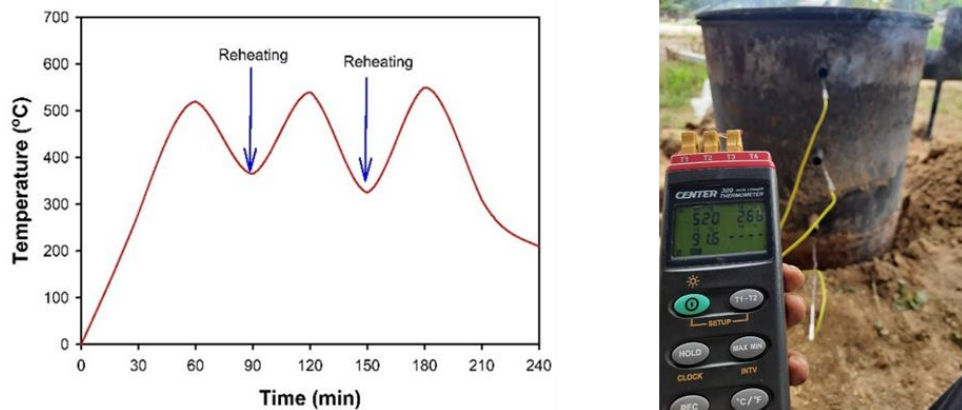 700
600
500
400
300
200
100
0
Temperature (°C)
Reheating
Reheating
0 30 60 90 120 150 180 210 240
Time (min)
T1 T2 T3 T4
CENTER 309 DATA LOGGER
THERMOMETER
520 266
91.6 ----
T1-T2
SETUP
HOLD
MAX MIN
CLOCK
INTV
REC
°C/°F